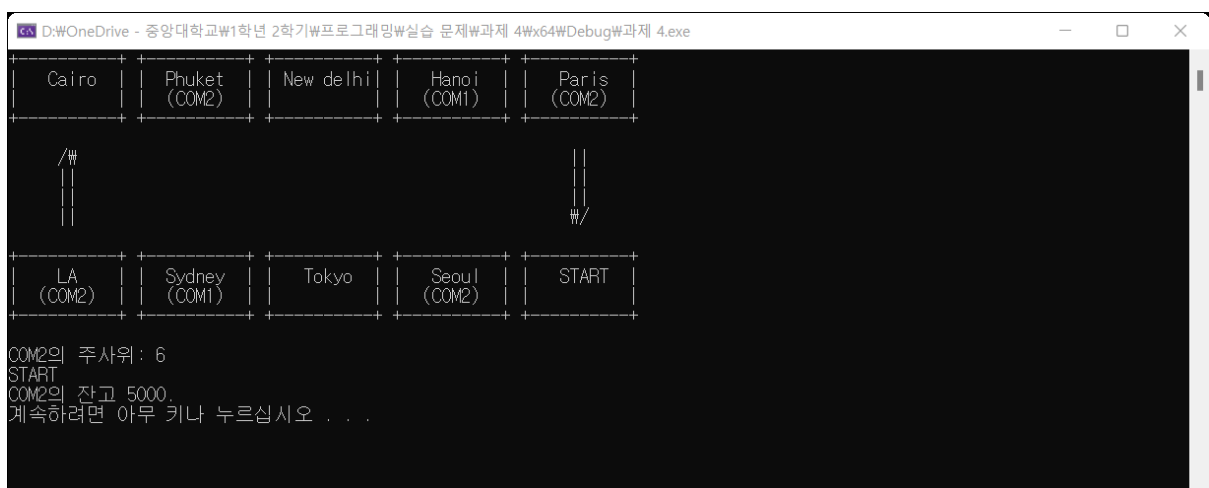 D:₩OneDrive - 중앙대학교₩1학년 2학기₩프로그래밍₩실습 문제₩과제 4₩x64₩Debug₩과제 4.exe
+----------+ +----------+ +----------+ +----------+ +----------+
| Cairo | | Phuket | |New delhi| | Hanoi | | Paris |
| | | (COM2) | | | | (COM1) | | (COM2) |
+----------+ +----------+ +----------+ +----------+ +----------+
/₩ ||
|| ||
|| ||
|| ₩/
+----------+ +----------+ +----------+ +----------+ +----------+
| LA | | Sydney | | Tokyo | | Seoul | | START |
| (COM2) | | (COM1) | | | | (COM2) | | |
+----------+ +----------+ +----------+ +----------+ +----------+
COM2의 주사위: 6
START
COM2의 잔고 5000.
계속하려면 아무 키나 누르십시오 . . .